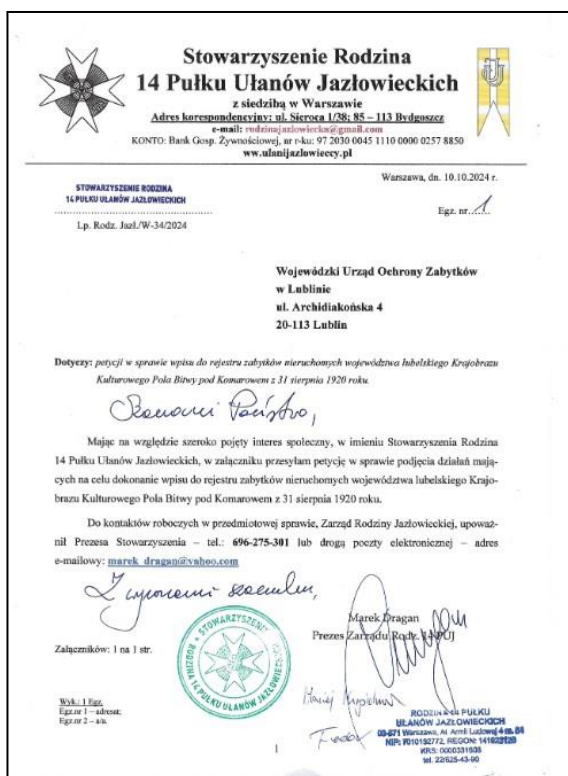 Stowarzyszenie Rodzina
14 Pułku Ułanów Jazłowieckich
z siedzibą w Warszawie
Adres korespondencyjny: ul. Sieroca 1/38; 85 – 113 Bydgoszcz
e-mail: rodzinajazlowiecka@gmail.com
KONTO: Bank Gosp. Żywnościowej, nr r-ku: 97 2030 0045 1110 0000 0257 8850
www.ulanijazlowieccy.pl
Warszawa, dn. 10.10.2024 r.
STOWARZYSZENIE RODZINA
14 PUŁKU UŁANÓW JAZŁOWIECKICH
Egz. nr 1
Lp. Rodz. Jazł./W-34/2024
Wojewódzki Urząd Ochrony Zabytków
w Lublinie
ul. Archidiakońska 4
20-113 Lublin
Dotyczy: petycji w sprawie wpisu do rejestru zabytków nieruchomych województwa lubelskiego Krajobrazu
Kulturowego Pola Bitwy pod Komarowem z 31 sierpnia 1920 roku.
Szanowni Państwo,
Mając na względzie szeroko pojęty interes społeczny, w imieniu Stowarzyszenia Rodzina
14 Pułku Ułanów Jazłowieckich, w załączniku przesyłam petycję w sprawie podjęcia działań mają-
cych na celu dokonanie wpisu do rejestru zabytków nieruchomych województwa lubelskiego Krajo-
brazu Kulturowego Pola Bitwy pod Komarowem z 31 sierpnia 1920 roku.
Do kontaktów roboczych w przedmiotowej sprawie, Zarząd Rodziny Jazłowieckiej, upoważ-
nił Prezesa Stowarzyszenia – tel.: 696-275-301 lub drogą poczty elektronicznej – adres
e-mailowy: marek_dragan@yahoo.com
Z wyrazami szacunku,
Marek Dragan
Prezes Zarządu Rodz. 14 PUJ
STOWARZYSZENIE
RODZINA 14 PUŁKU UŁANÓW JAZŁOWIECKICH
Załączników: 1 na 1 str.
Wyk.: 1 Egz.
Egz.nr 1 – adresat;
Egz.nr 2 – a/a.
RODZINA 14 PUŁKU
UŁANÓW JAZŁOWIECKICH
Warszawa, Al. Armii Ludowej
NIP: 7010192772, REGON:
KRS: 0000331938
tel. 22/625-43-90
1